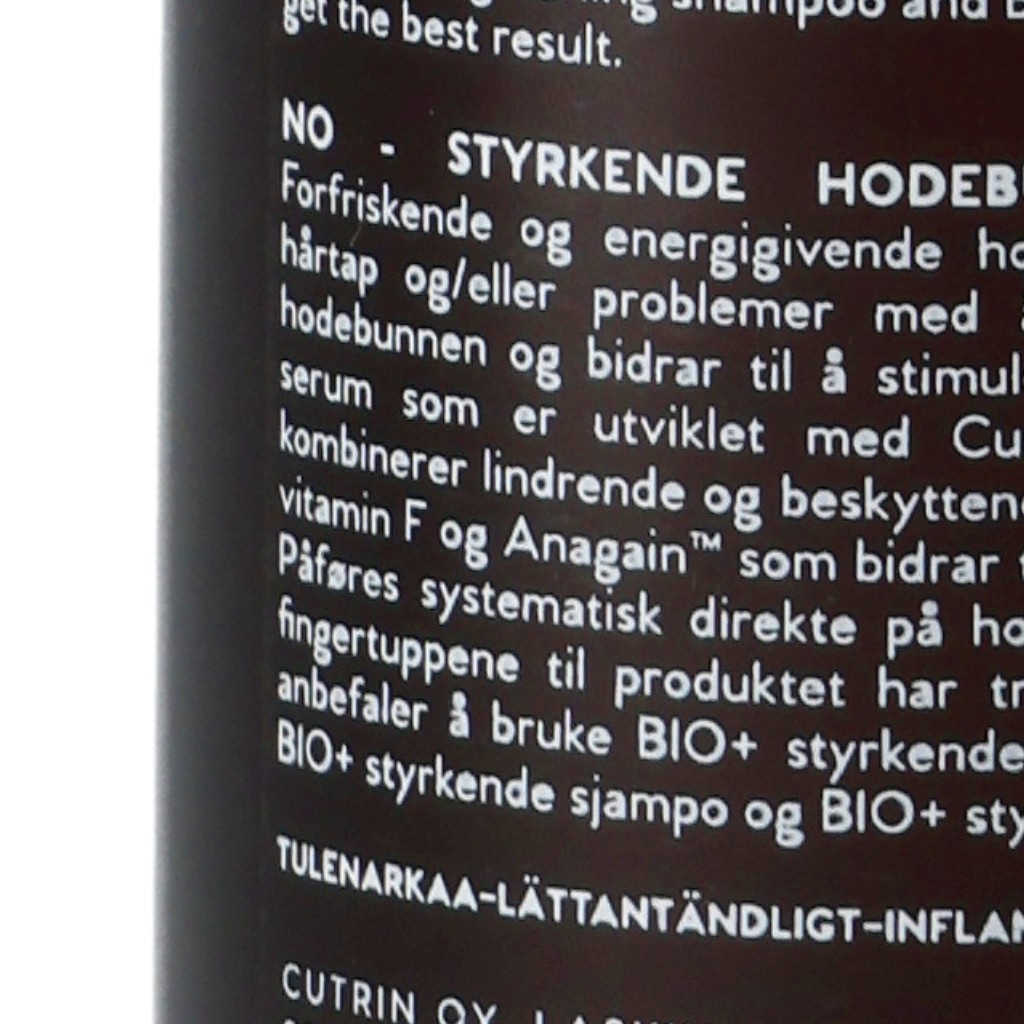 shampoo and
get the best result.
NO - STYRKENDE HODEB
Forfriskende og energigivende ho
hårtap og/eller problemer med
hodebunnen og bidrar til å stimul
serum som er utviklet med Cu
kombinerer lindrende og beskytten
vitamin F og Anagain™ som bidrar
Påføres systematisk direkte på ho
fingertuppene til produktet har tr
anbefaler å bruke BIO+ styrkende
BIO+ styrkende sjampo og BIO+ sty
TULENARKAA-LÄTTANTÄNDLIGT-INFLAM
CUTRIN OY,